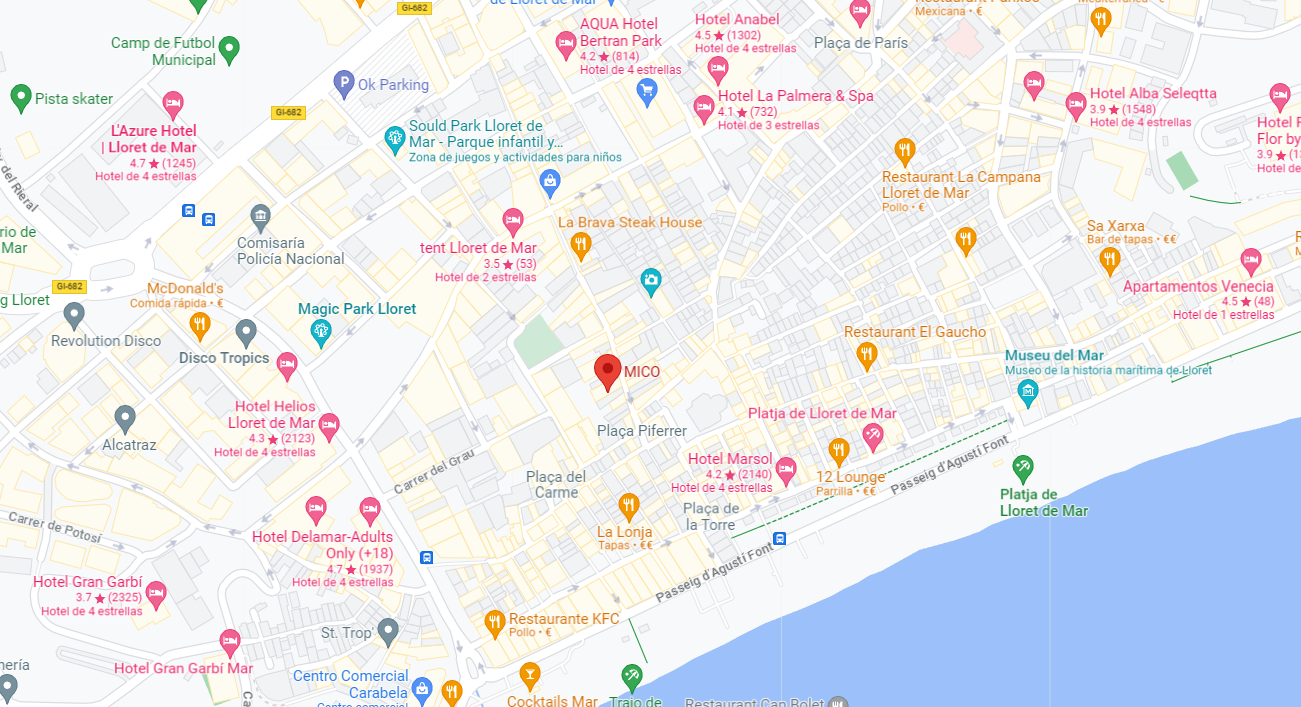 GI-682
de Lloret de Mar
Mexicana • €
AQUA Hotel
Bertran Park
4.2 ★ (814)
Hotel de 4 estrellas
Hotel Anabel
4.5 ★ (1302)
Hotel de 4 estrellas
Plaça de París
Camp de Futbol
Municipal
Ok Parking
Pista skater
GI-682
Hotel La Palmera & Spa
4.1 ★ (732)
Hotel de 3 estrellas
Hotel Alba Seleqtta
3.9 ★ (1548)
Hotel de 4 estrellas
L'Azure Hotel
| Lloret de Mar
4.7 ★ (1245)
Hotel de 4 estrellas
Sould Park Lloret de
Mar - Parque infantil y...
Zona de juegos y actividades para niños
Hotel F
Flor by
3.9 ★ (1
Hotel de
Restaurant La Campana
Lloret de Mar
Pollo • €
del Rieral
rio de
Mar
Comisaría
Policía Nacional
La Brava Steak House
tent Lloret de Mar
3.5 ★ (53)
Hotel de 2 estrellas
Sa Xarxa
Bar de tapas • €€
GI-682
g Lloret
McDonald's
Comida rápida • €
Apartamentos Venecia
4.5 ★ (48)
Hotel de 1 estrellas
Magic Park Lloret
Revolution Disco
Disco Tropics
Restaurant El Gaucho
Museu del Mar
Museo de la historia marítima de Lloret
MICO
Hotel Helios
Lloret de Mar
4.3 ★ (2123)
Hotel de 4 estrellas
Alcatraz
Platja de Lloret de Mar
Plaça Piferrer
Carrer del Grau
Plaça del
Carme
Hotel Marsol
4.2 ★ (2140)
Hotel de 4 estrellas
12 Lounge
Parrilla • €€
Passeig d'Agustí Font
Platja de
Lloret de Mar
Plaça de
la Torre
Carrer de Potosí
La Lonja
Tapas • €€
Hotel Delamar-Adults
Only (+18)
4.7 ★ (1937)
Hotel de 4 estrellas
Passeig d'Agustí Font
Hotel Gran Garbí
3.7 ★ (2325)
Hotel de 4 estrellas
Restaurante KFC
Pollo • €
St. Trop'
Hotel Gran Garbí Mar
nería
Centro Comercial
Carabela
Centro comercial
Ca
Cocktails Mar
Trajo de
Restaurant Can Bolet